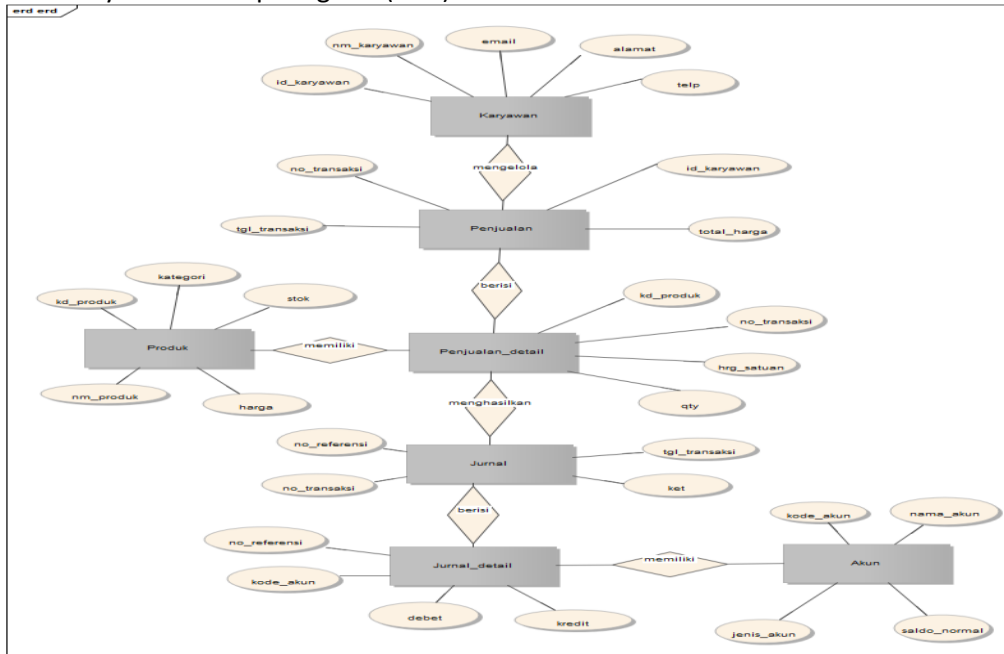 erd erd
nm_karyawan
email
alamat
id_karyawan
telp
Karyawan
mengelola
no_transaksi
id_karyawan
tgl_transaksi
Penjualan
total_harga
kategori
berisi
kd_produk
stok
kd_produk
no_transaksi
Produk
memiliki
Penjualan_detail
hrg_satuan
nm_produk
harga
menghasilkan
qty
no_referensi
tgl_transaksi
Jurnal
no_transaksi
ket
berisi
kode_akun
nama_akun
no_referensi
memiliki
Akun
Jurnal_detail
kode_akun
debet
kredit
jenis_akun
saldo_normal